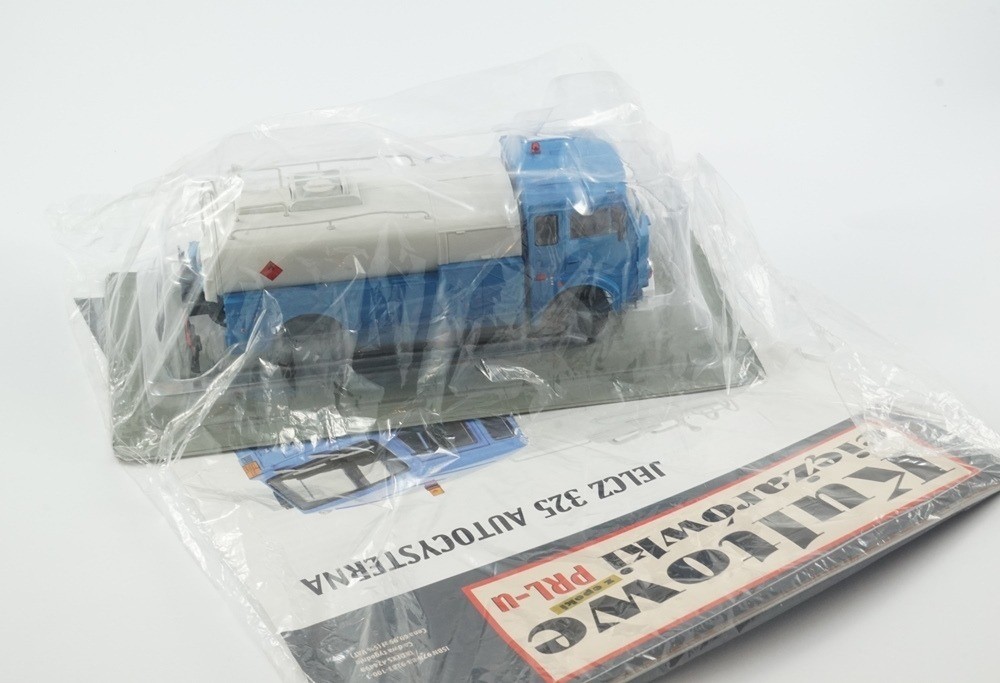 Kultowe
ciężarówki
z epoki
PRL-u
JELCZ 325 AUTOCYSTERNA